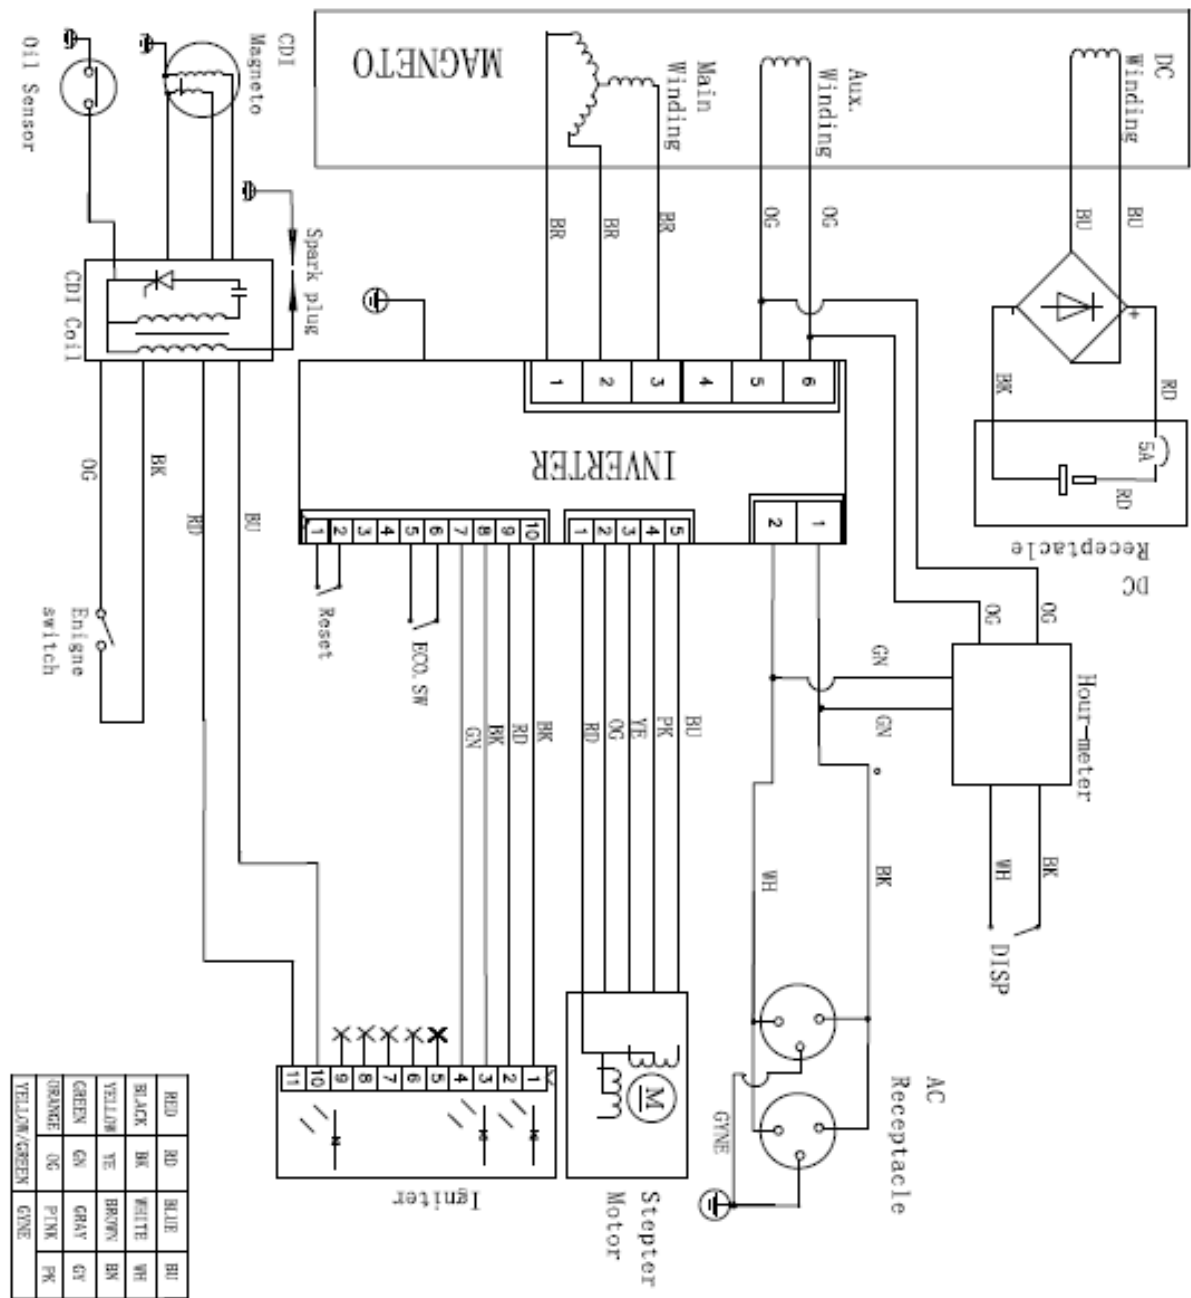 MAGNETO
DC
Winding
Aux.
Winding
Main
Winding
CDI
Magneto
Oil Sensor
BU
BU
OG
OG
BR
BR
BR
Spark plug
CDI Coil
+
-
RD
BK
5A
RD
DC
Receptacle
INVERTER
1
2
3
4
5
6
1
2
3
4
5
6
7
8
9
10
1
2
3
4
5
2
1
OG
BK
RD
BU
Enigne
switch
Reset
ECO. SW
OG
OG
GN
GN
Hour-meter
GN
BK
RD
BK
RD
OG
YE
PK
BU
WH
BK
WH
BK
DISP
AC
Receptacle
GYNE
M
Stepter
Motor
11
10
9
8
7
6
5
4
3
2
1
Igniter
RED RD BLUE BU
BLACK BK WHITE WH
YELLOW YE BROWN BN
GREEN GN GRAY GY
ORANGE OG PINK PK
YELLOW/GREEN GYNE